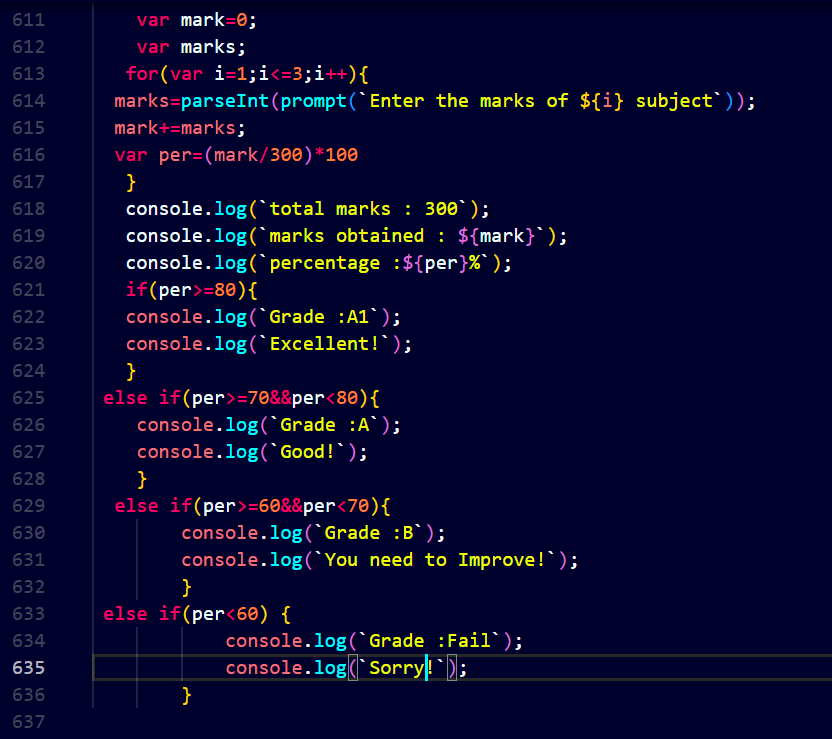 611 var mark=0;
612 var marks;
613 for(var i=1;i<=3;i++){
614 marks=parseInt(prompt(`Enter the marks of ${i} subject`));
615 mark+=marks;
616 var per=(mark/300)*100
617 }
618 console.log(`total marks : 300`);
619 console.log(`marks obtained : ${mark}`);
620 console.log(`percentage :${per}%`);
621 if(per>=80){
622 console.log(`Grade :A1`);
623 console.log(`Excellent!`);
624 }
625 else if(per>=70&&per<80){
626 console.log(`Grade :A`);
627 console.log(`Good!`);
628 }
629 else if(per>=60&&per<70){
630 console.log(`Grade :B`);
631 console.log(`You need to Improve!`);
632 }
633 else if(per<60) {
634 console.log(`Grade :Fail`);
635 console.log(`Sorry!`);
636 }
637